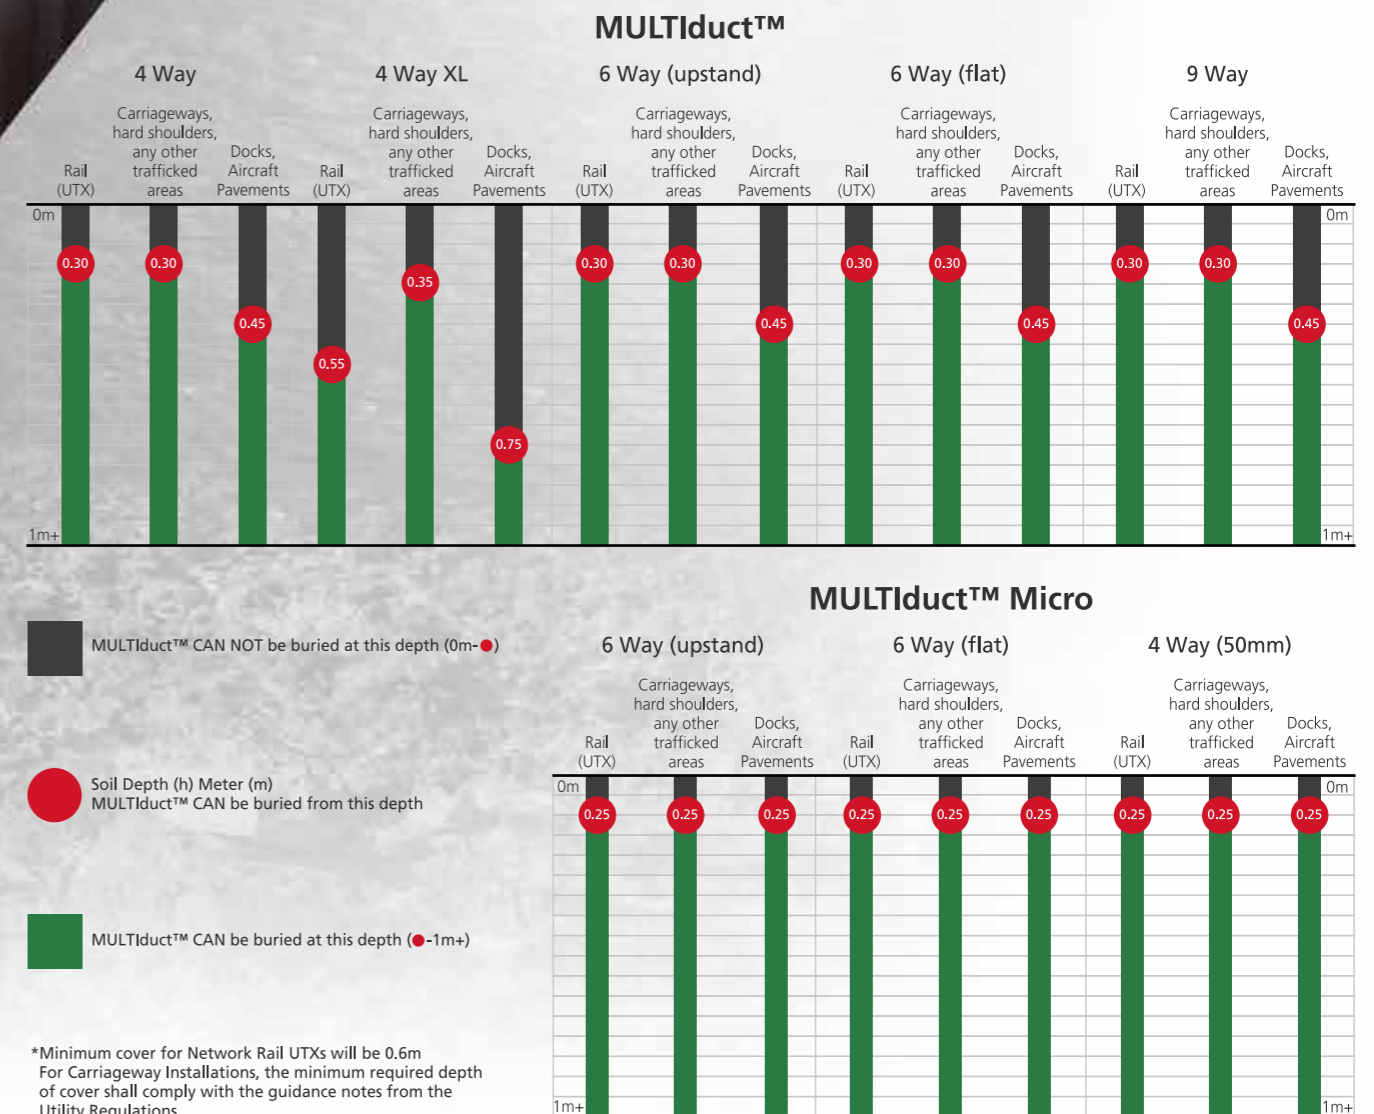 MULTIduct™
4 Way
4 Way XL
6 Way (upstand)
6 Way (flat)
9 Way
Rail
(UTX)
Carriageways,
hard shoulders,
any other
trafficked
areas
Docks,
Aircraft
Pavements
Rail
(UTX)
Carriageways,
hard shoulders,
any other
trafficked
areas
Docks,
Aircraft
Pavements
Rail
(UTX)
Carriageways,
hard shoulders,
any other
trafficked
areas
Docks,
Aircraft
Pavements
Rail
(UTX)
Carriageways,
hard shoulders,
any other
trafficked
areas
Docks,
Aircraft
Pavements
Rail
(UTX)
Carriageways,
hard shoulders,
any other
trafficked
areas
Docks,
Aircraft
Pavements
0m
0m
0.30
0.30
0.45
0.55
0.35
0.75
0.30
0.30
0.45
0.30
0.30
0.45
0.30
0.30
0.45
1m+
1m+
MULTIduct™ CAN NOT be buried at this depth (0m-●)
Soil Depth (h) Meter (m)
MULTIduct™ CAN be buried from this depth
MULTIduct™ CAN be buried at this depth (●-1m+)
*Minimum cover for Network Rail UTXs will be 0.6m
For Carriageway Installations, the minimum required depth
of cover shall comply with the guidance notes from the
Utility Regulations
MULTIduct™ Micro
6 Way (upstand)
6 Way (flat)
4 Way (50mm)
Rail
(UTX)
Carriageways,
hard shoulders,
any other
trafficked
areas
Docks,
Aircraft
Pavements
Rail
(UTX)
Carriageways,
hard shoulders,
any other
trafficked
areas
Docks,
Aircraft
Pavements
Rail
(UTX)
Carriageways,
hard shoulders,
any other
trafficked
areas
Docks,
Aircraft
Pavements
0m
0m
0.25
0.25
0.25
0.25
0.25
0.25
0.25
0.25
0.25
1m+
1m+